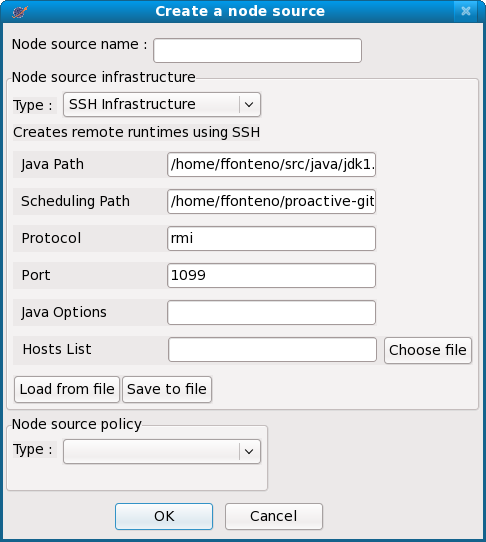 Create a node source
Node source name :
Node source infrastructure
Type : SSH Infrastructure
Creates remote runtimes using SSH
Java Path /home/ffonteno/src/java/jdk1.
Scheduling Path /home/ffonteno/proactive-git
Protocol rmi
Port 1099
Java Options
Hosts List Choose file
Load from file Save to file
Node source policy
Type :
OK Cancel